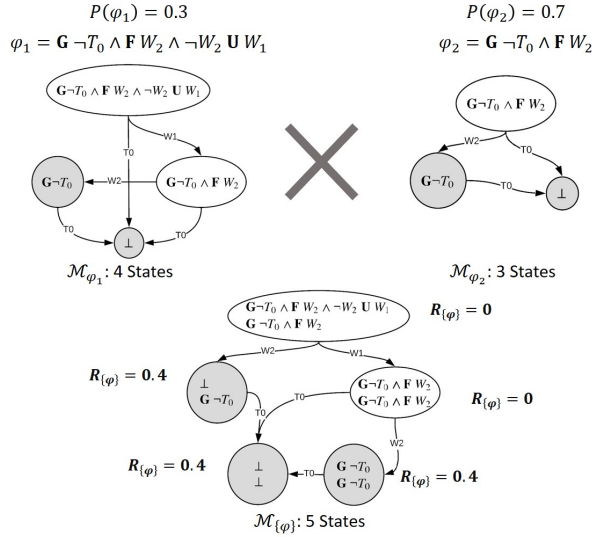 P(φ₁) = 0.3
P(φ₂) = 0.7
φ₁ = G ¬T₀ ∧ F W₂ ∧ ¬W₂ U W₁
φ₂ = G ¬T₀ ∧ F W₂
G¬T₀ ∧ F W₂ ∧ ¬W₂ U W₁
G¬T₀ ∧ F W₂
W1
T0
W2
T0
G¬T₀
W2
G¬T₀ ∧ F W₂
G¬T₀
T0
⊥
T0
T0
⊥
ℳφ₁: 4 States
ℳφ₂: 3 States
G¬T₀ ∧ F W₂ ∧ ¬W₂ U W₁
G ¬T₀ ∧ F W₂
R{φ} = 0
W2
W1
R{φ} = 0.4
⊥
G ¬T₀
T0
T0
G¬T₀ ∧ F W₂
G¬T₀ ∧ F W₂
R{φ} = 0
W2
R{φ} = 0.4
⊥
⊥
T0
G ¬T₀
G ¬T₀
R{φ} = 0.4
ℳ{φ}: 5 States